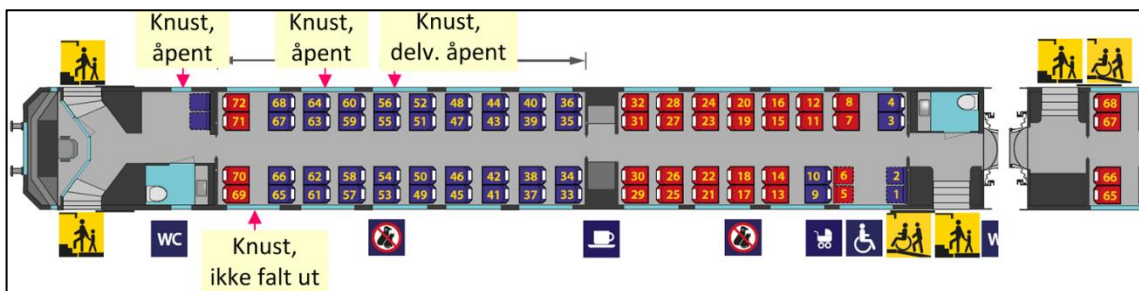 Knust,
åpent
Knust,
åpent
Knust,
delv. åpent
72 68 64 60 56 52 48 44 40 36 32 28 24 20 16 12 8 4 68
71 67 63 59 55 51 47 43 39 35 31 27 23 19 15 11 7 3 67
70 66 62 58 54 50 46 42 38 34 30 26 22 18 14 10 6 2 66
69 65 61 57 53 49 45 41 37 33 29 25 21 17 13 9 5 1 65
WC
Knust,
ikke falt ut